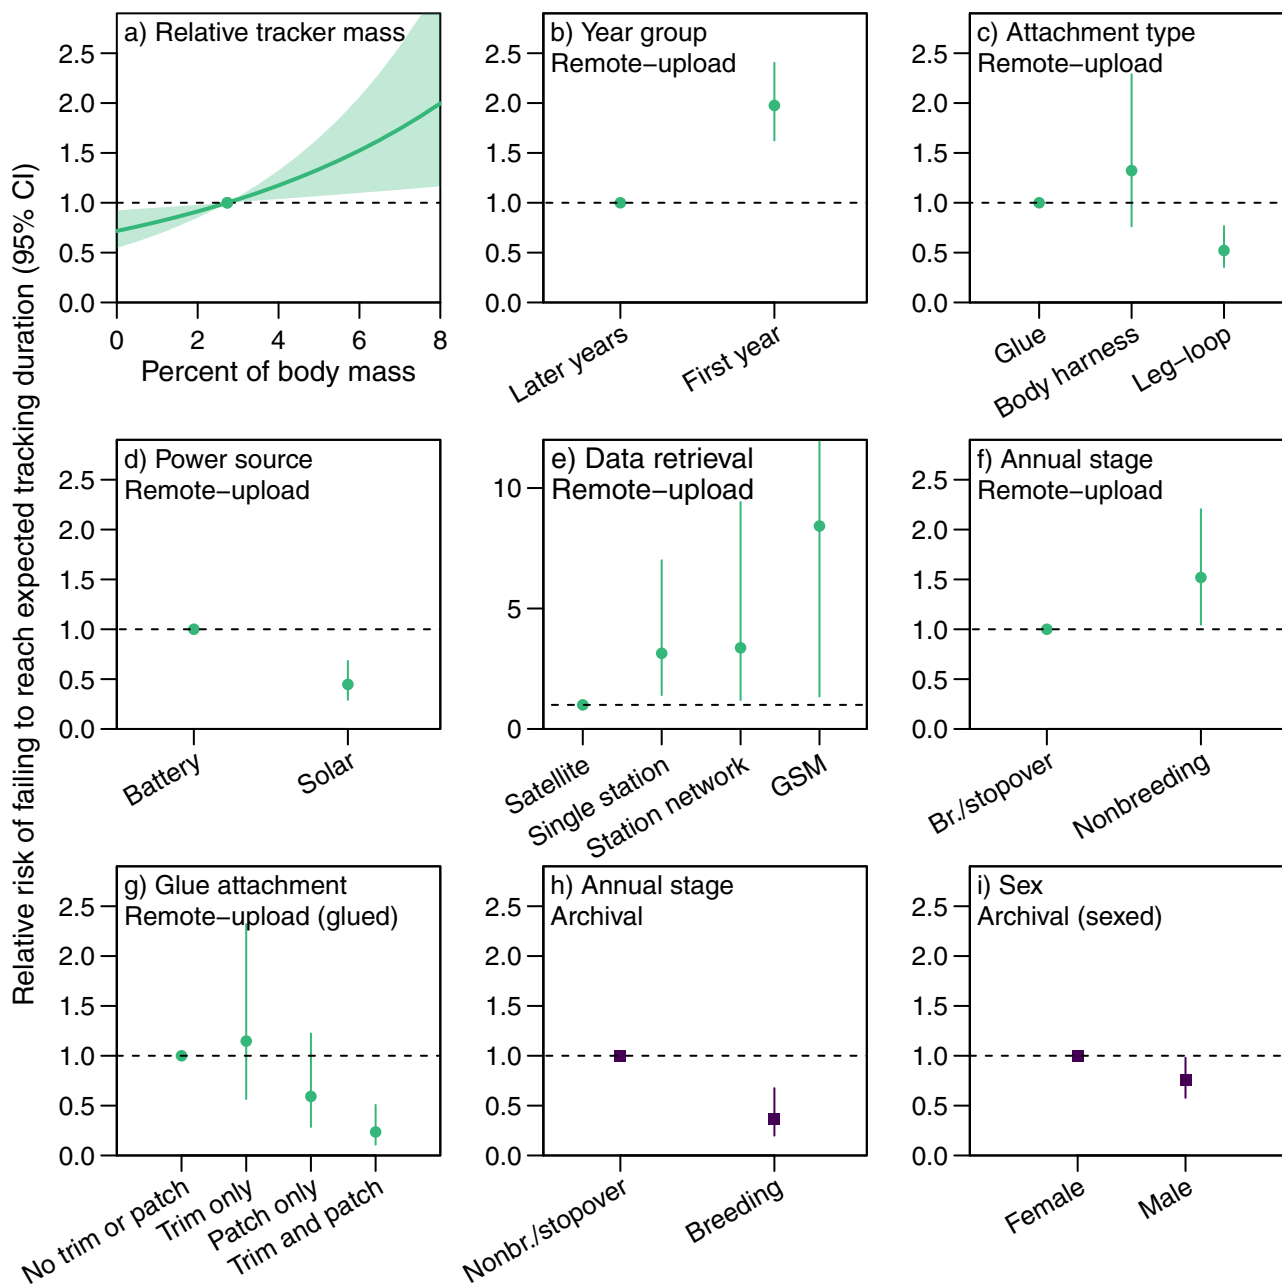 Relative risk of failing to reach expected tracking duration (95% CI)
a) Relative tracker mass
2.5
2.0
1.5
1.0
0.5
0.0
0
2
4
6
8
Percent of body mass
b) Year group
Remote−upload
2.5
2.0
1.5
1.0
0.5
0.0
Later years
First year
c) Attachment type
Remote−upload
2.5
2.0
1.5
1.0
0.5
0.0
Glue
Body harness
Leg−loop
d) Power source
Remote−upload
2.5
2.0
1.5
1.0
0.5
0.0
Battery
Solar
e) Data retrieval
Remote−upload
10
5
0
Satellite
Single station
Station network
GSM
f) Annual stage
Remote−upload
2.5
2.0
1.5
1.0
0.5
0.0
Br./stopover
Nonbreeding
g) Glue attachment
Remote−upload (glued)
2.5
2.0
1.5
1.0
0.5
0.0
No trim or patch
Trim only
Patch only
Trim and patch
h) Annual stage
Archival
2.5
2.0
1.5
1.0
0.5
0.0
Nonbr./stopover
Breeding
i) Sex
Archival (sexed)
2.5
2.0
1.5
1.0
0.5
0.0
Female
Male